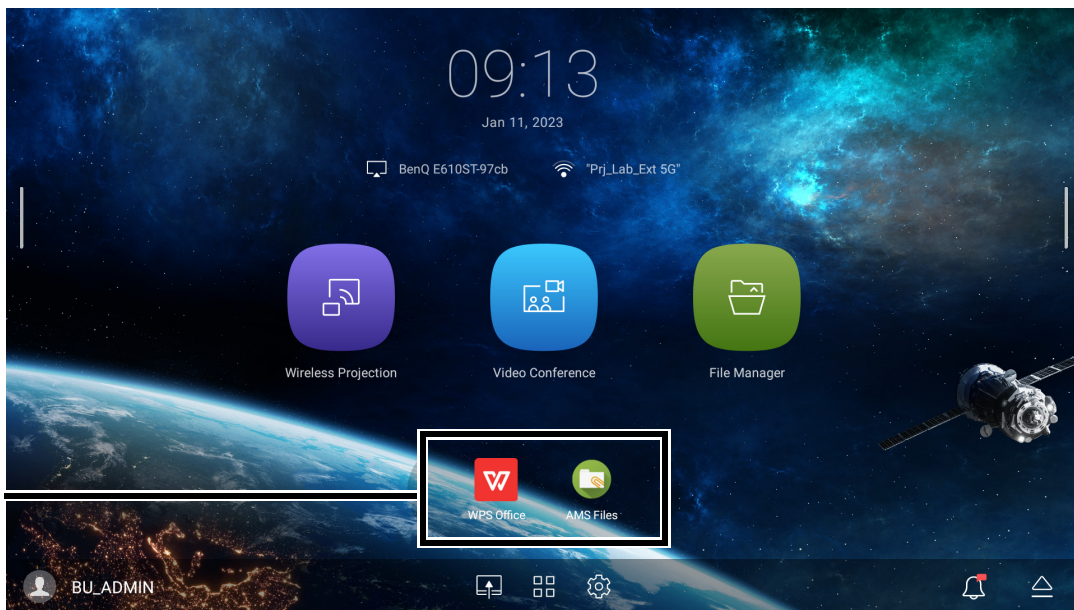 09:13
Jan 11, 2023
BenQ E610ST-97cb "Prj_Lab_Ext 5G"
Wireless Projection Video Conference File Manager
WPS Office AMS Files
BU_ADMIN